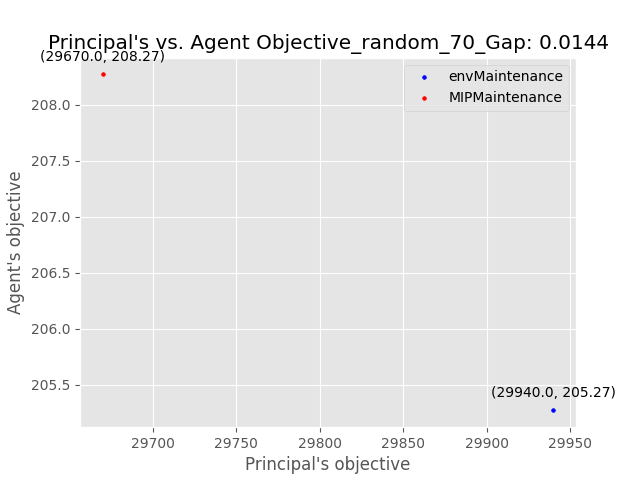 Principal's vs. Agent Objective_random_70_Gap: 0.0144
(29670.0, 208.27)
envMaintenance
MIPMaintenance
208.0
207.5
207.0
206.5
206.0
205.5
Agent's objective
(29940.0, 205.27)
29700 29750 29800 29850 29900 29950
Principal's objective